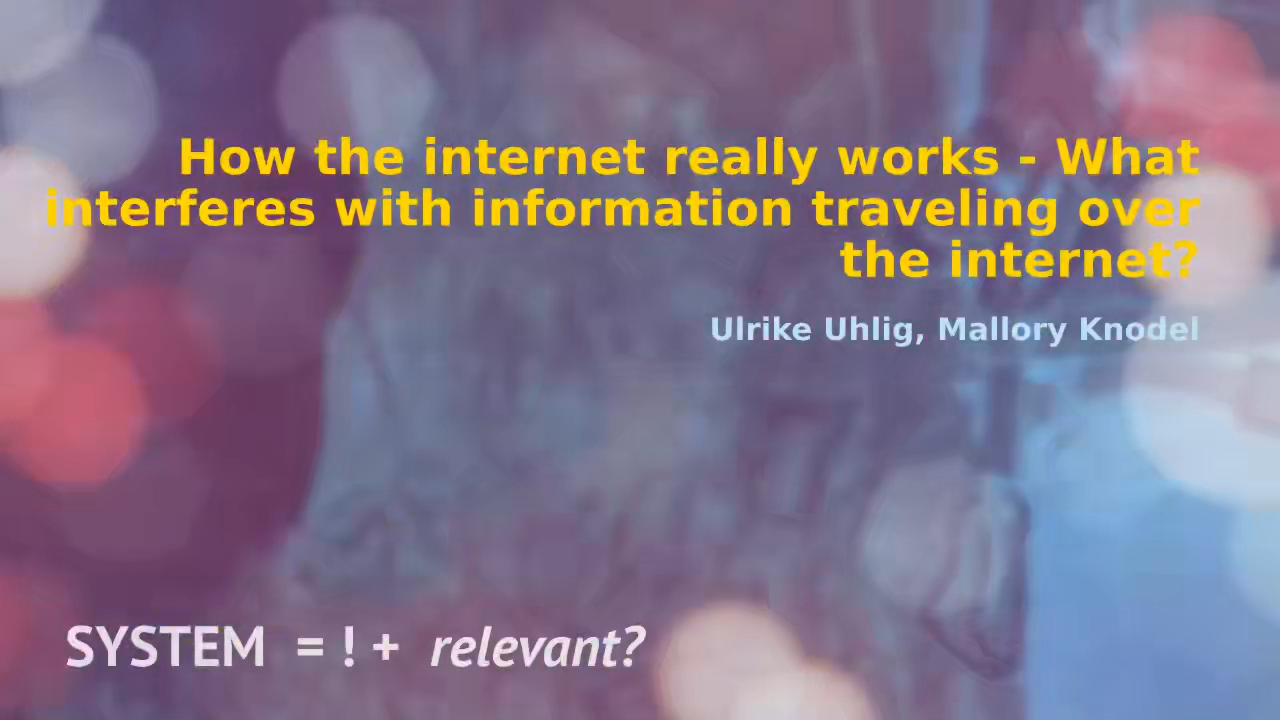 How the internet really works - What
interferes with information traveling over
the internet?
Ulrike Uhlig, Mallory Knodel
SYSTEM = ! + relevant?